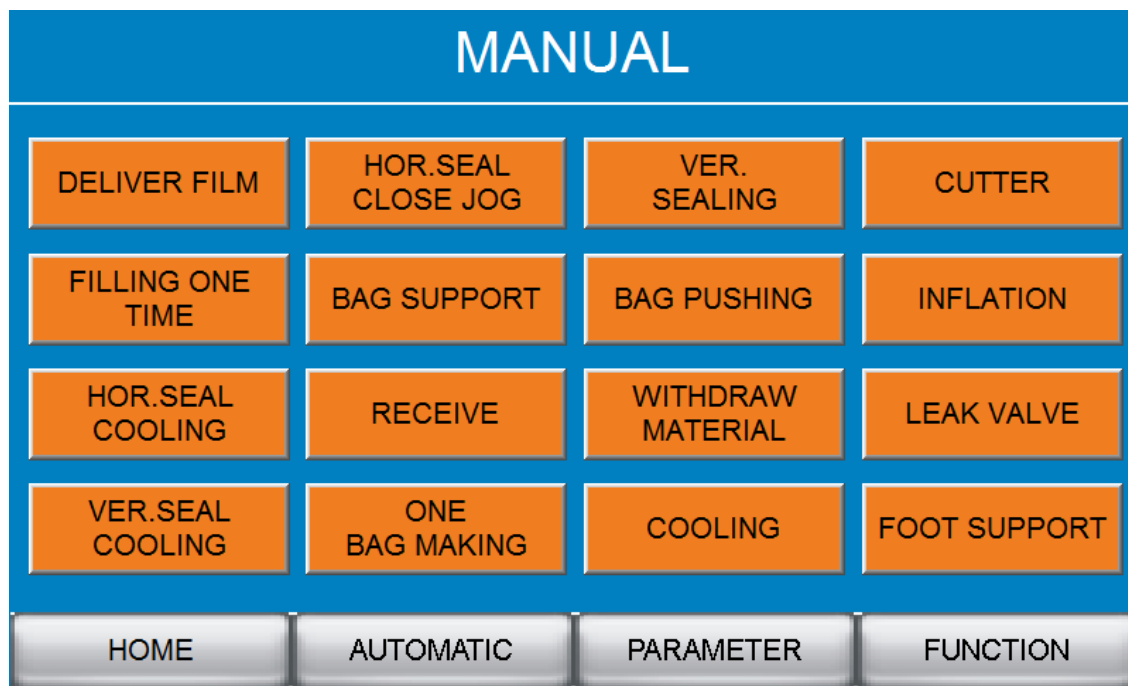 MANUAL
DELIVER FILM
HOR.SEAL
CLOSE JOG
VER.
SEALING
CUTTER
FILLING ONE
TIME
BAG SUPPORT
BAG PUSHING
INFLATION
HOR.SEAL
COOLING
RECEIVE
WITHDRAW
MATERIAL
LEAK VALVE
VER.SEAL
COOLING
ONE
BAG MAKING
COOLING
FOOT SUPPORT
HOME
AUTOMATIC
PARAMETER
FUNCTION